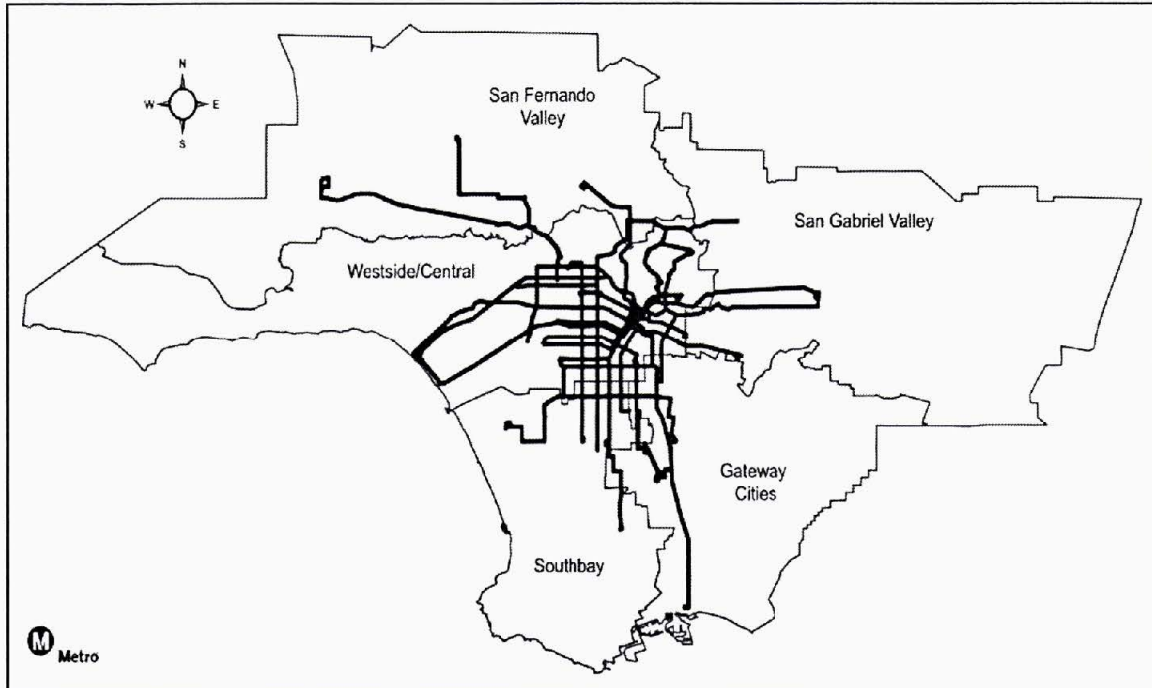 N
W E
S
San Fernando
Valley
San Gabriel Valley
Westside/Central
Gateway
Cities
Southbay
M
Metro